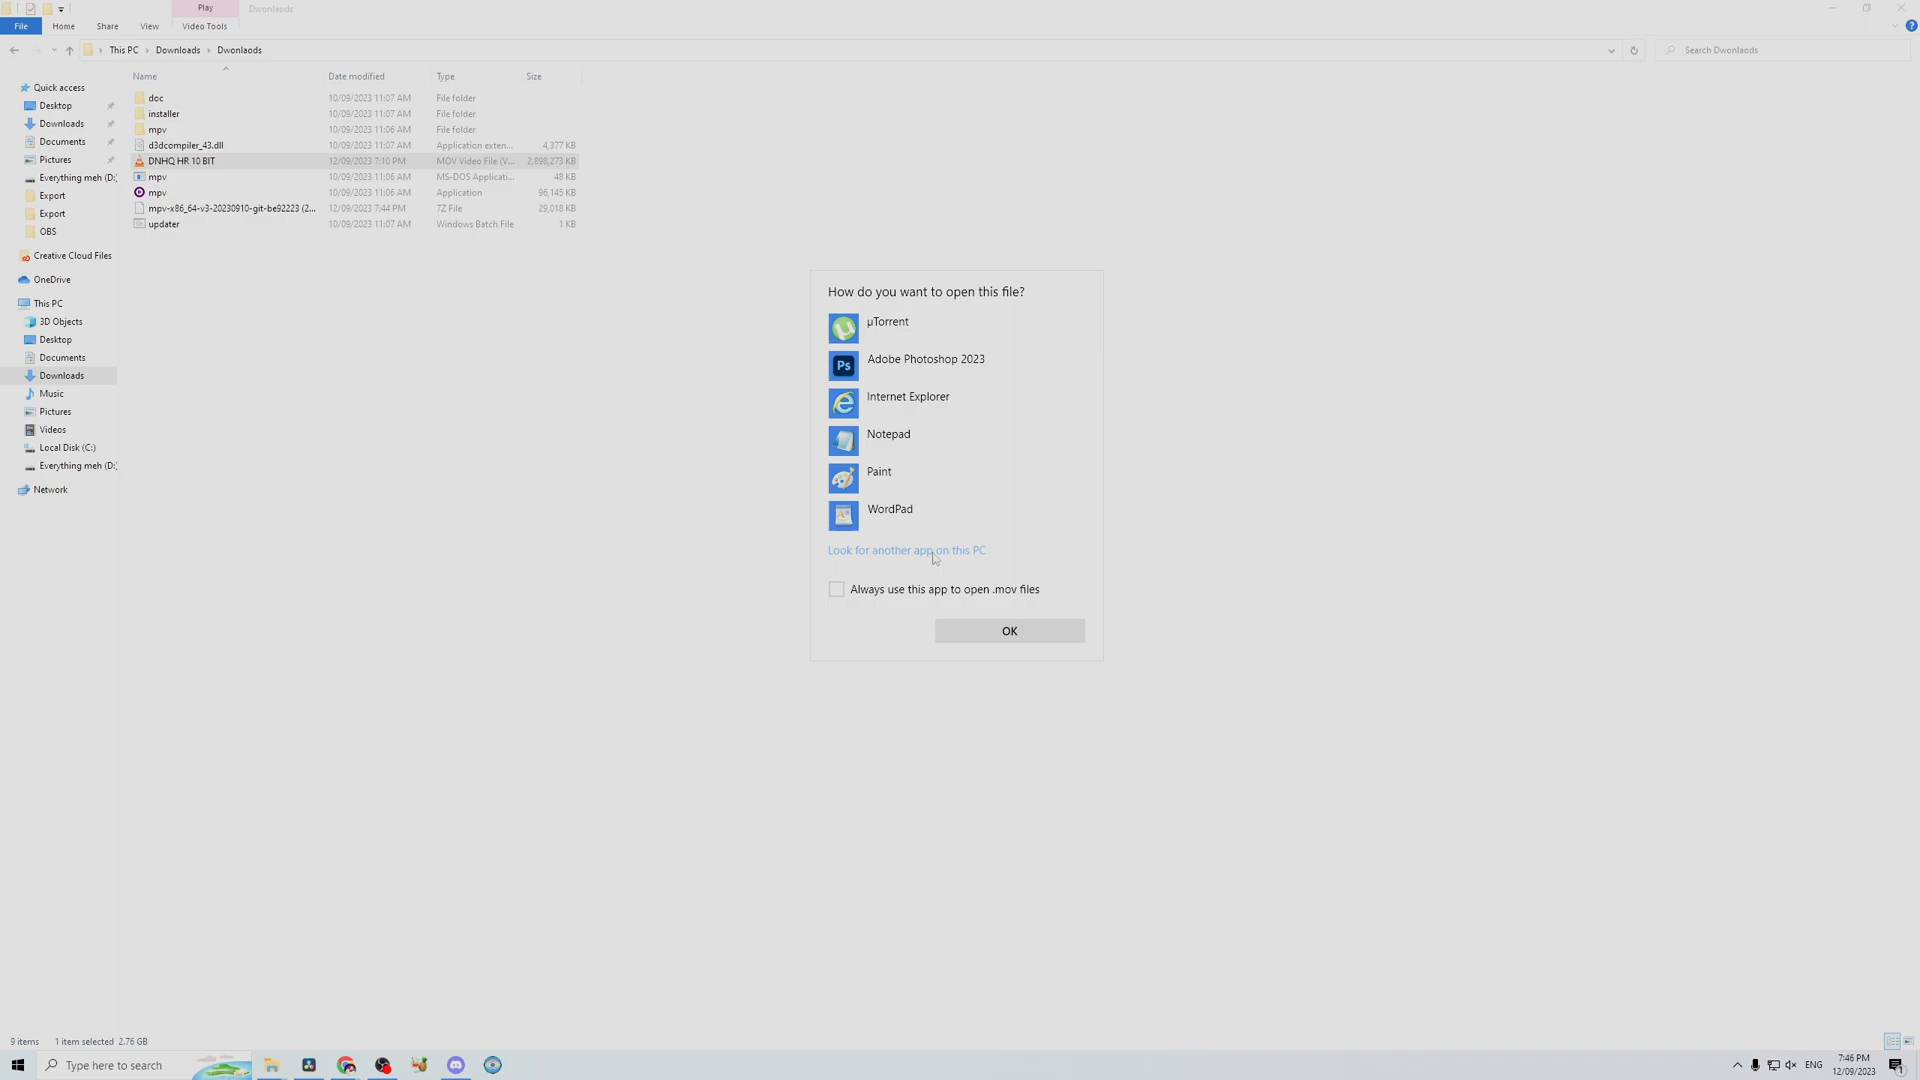 Play
Dwonlaods
File
Home
Share
View
Video Tools
This PC
Downloads
Dwonlaods
Search Dwonlaods
Name
Date modified
Type
Size
Quick access
Desktop
Downloads
Documents
Pictures
Everything meh (D:)
Export
Export
OBS
Creative Cloud Files
OneDrive
This PC
3D Objects
Desktop
Documents
Downloads
Music
Pictures
Videos
Local Disk (C:)
Everything meh (D:)
Network
doc 10/09/2023 11:07 AM File folder
installer 10/09/2023 11:07 AM File folder
mpv 10/09/2023 11:06 AM File folder
d3dcompiler_43.dll 10/09/2023 11:07 AM Application exten... 4,377 KB
DNHQ HR 10 BIT 12/09/2023 7:10 PM MOV Video File (V... 2,898,273 KB
mpv 10/09/2023 11:06 AM MS-DOS Applicati... 48 KB
mpv 10/09/2023 11:06 AM Application 96,145 KB
mpv-x86_64-v3-20230910-git-be92223 (2... 12/09/2023 7:44 PM 7Z File 29,018 KB
updater 10/09/2023 11:07 AM Windows Batch File 1 KB
How do you want to open this file?
µTorrent
Ps Adobe Photoshop 2023
Internet Explorer
Notepad
Paint
WordPad
Look for another app on this PC
Always use this app to open .mov files
OK
9 items 1 item selected 2.76 GB
Type here to search
ENG
7:46 PM
12/09/2023
1